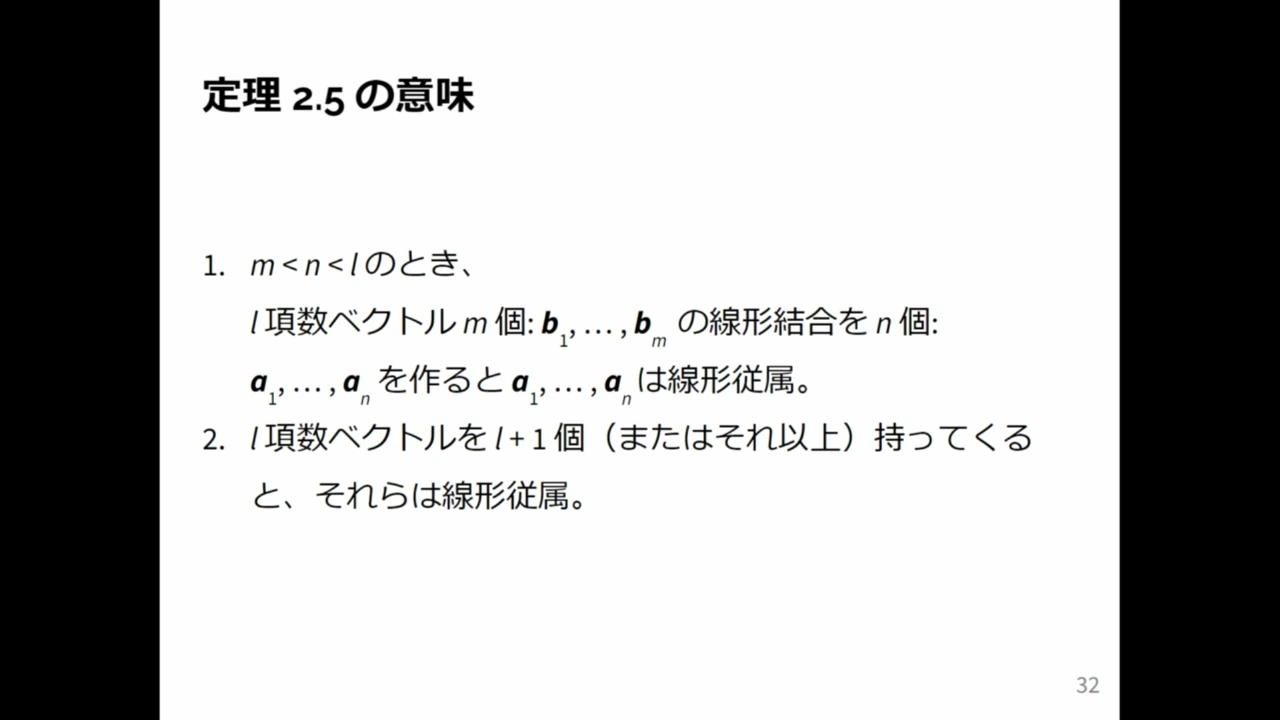 定理 2.5 の意味
1. m < n < l のとき、
l 項数ベクトル m 個: b1, … , bm の線形結合を n 個:
a1, … , an を作ると a1, … , an は線形従属。
2. l 項数ベクトルを l + 1 個（またはそれ以上）持ってくる
と、それらは線形従属。
32